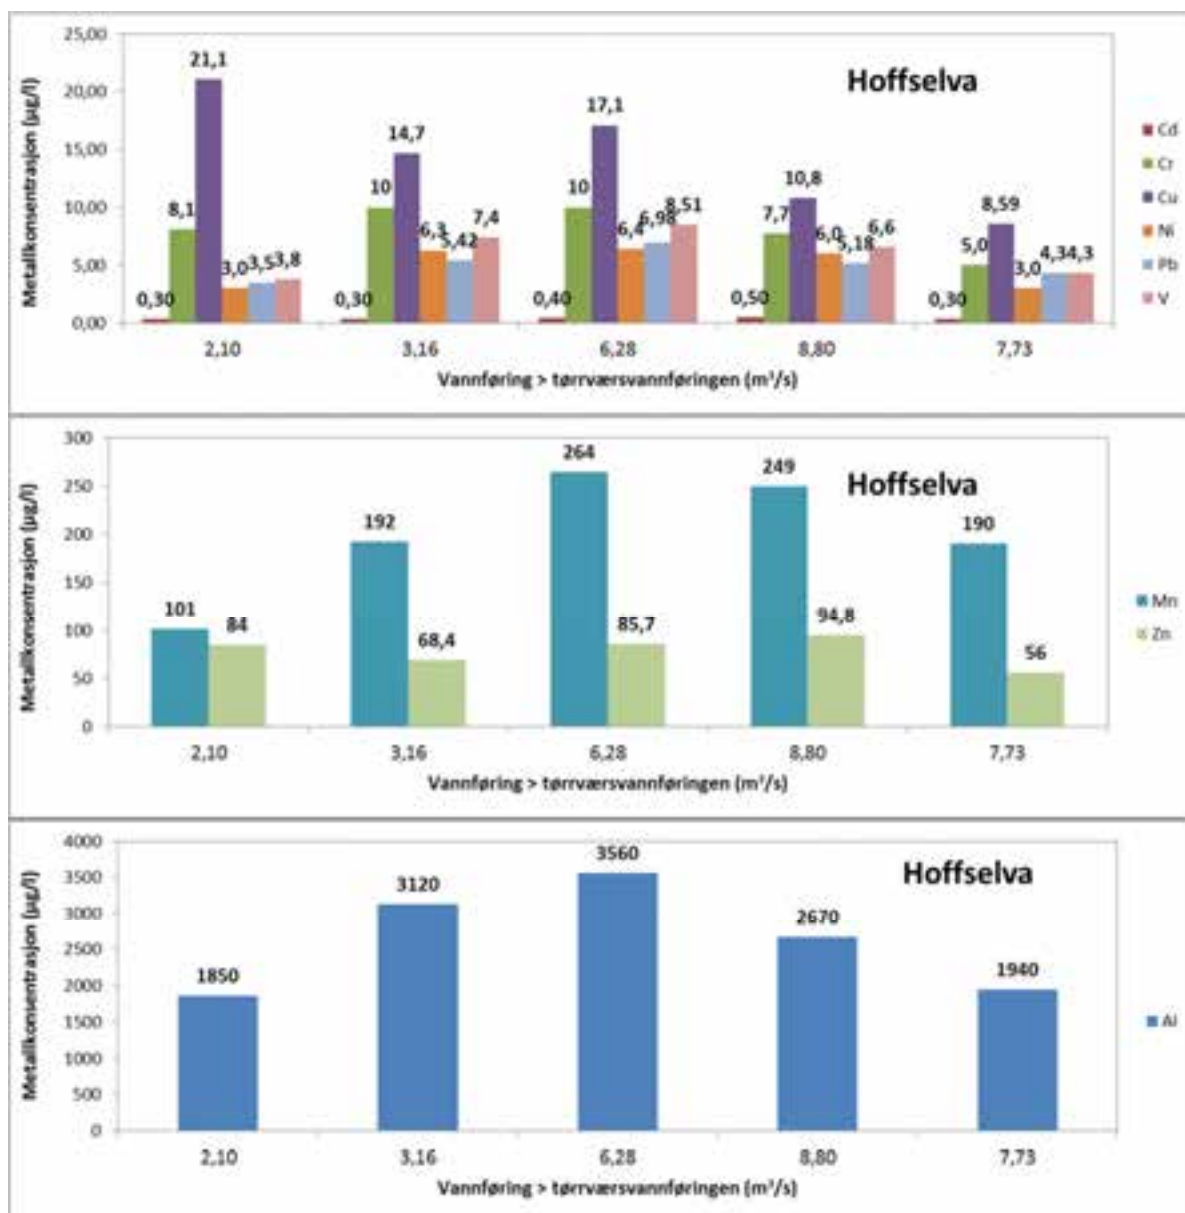 25,00
20,00
15,00
10,00
5,00
0,00
Metallkonsentrasjon (µg/l)
Hoffselva
0,30 8,1 21,1 3,0 3,5 3,8
0,30 10 14,7 6,3 5,42 7,4
0,40 10 17,1 6,4 6,98 8,51
0,50 7,7 10,8 6,0 5,18 6,6
0,30 5,0 8,59 3,0 4,3 4,3
Cd
Cr
Cu
Ni
Pb
V
2,10 3,16 6,28 8,80 7,73
Vannføring > tørrværsvannføringen (m³/s)
300
250
200
150
100
50
0
Metallkonsentrasjon (µg/l)
Hoffselva
101 84
192 68,4
264 85,7
249 94,8
190 56
Mn
Zn
2,10 3,16 6,28 8,80 7,73
Vannføring > tørrværsvannføringen (m³/s)
4000
3500
3000
2500
2000
1500
1000
500
0
Metallkonsentrasjon (µg/l)
Hoffselva
1850 3120 3560 2670 1940
Al
2,10 3,16 6,28 8,80 7,73
Vannføring > tørrværsvannføringen (m³/s)